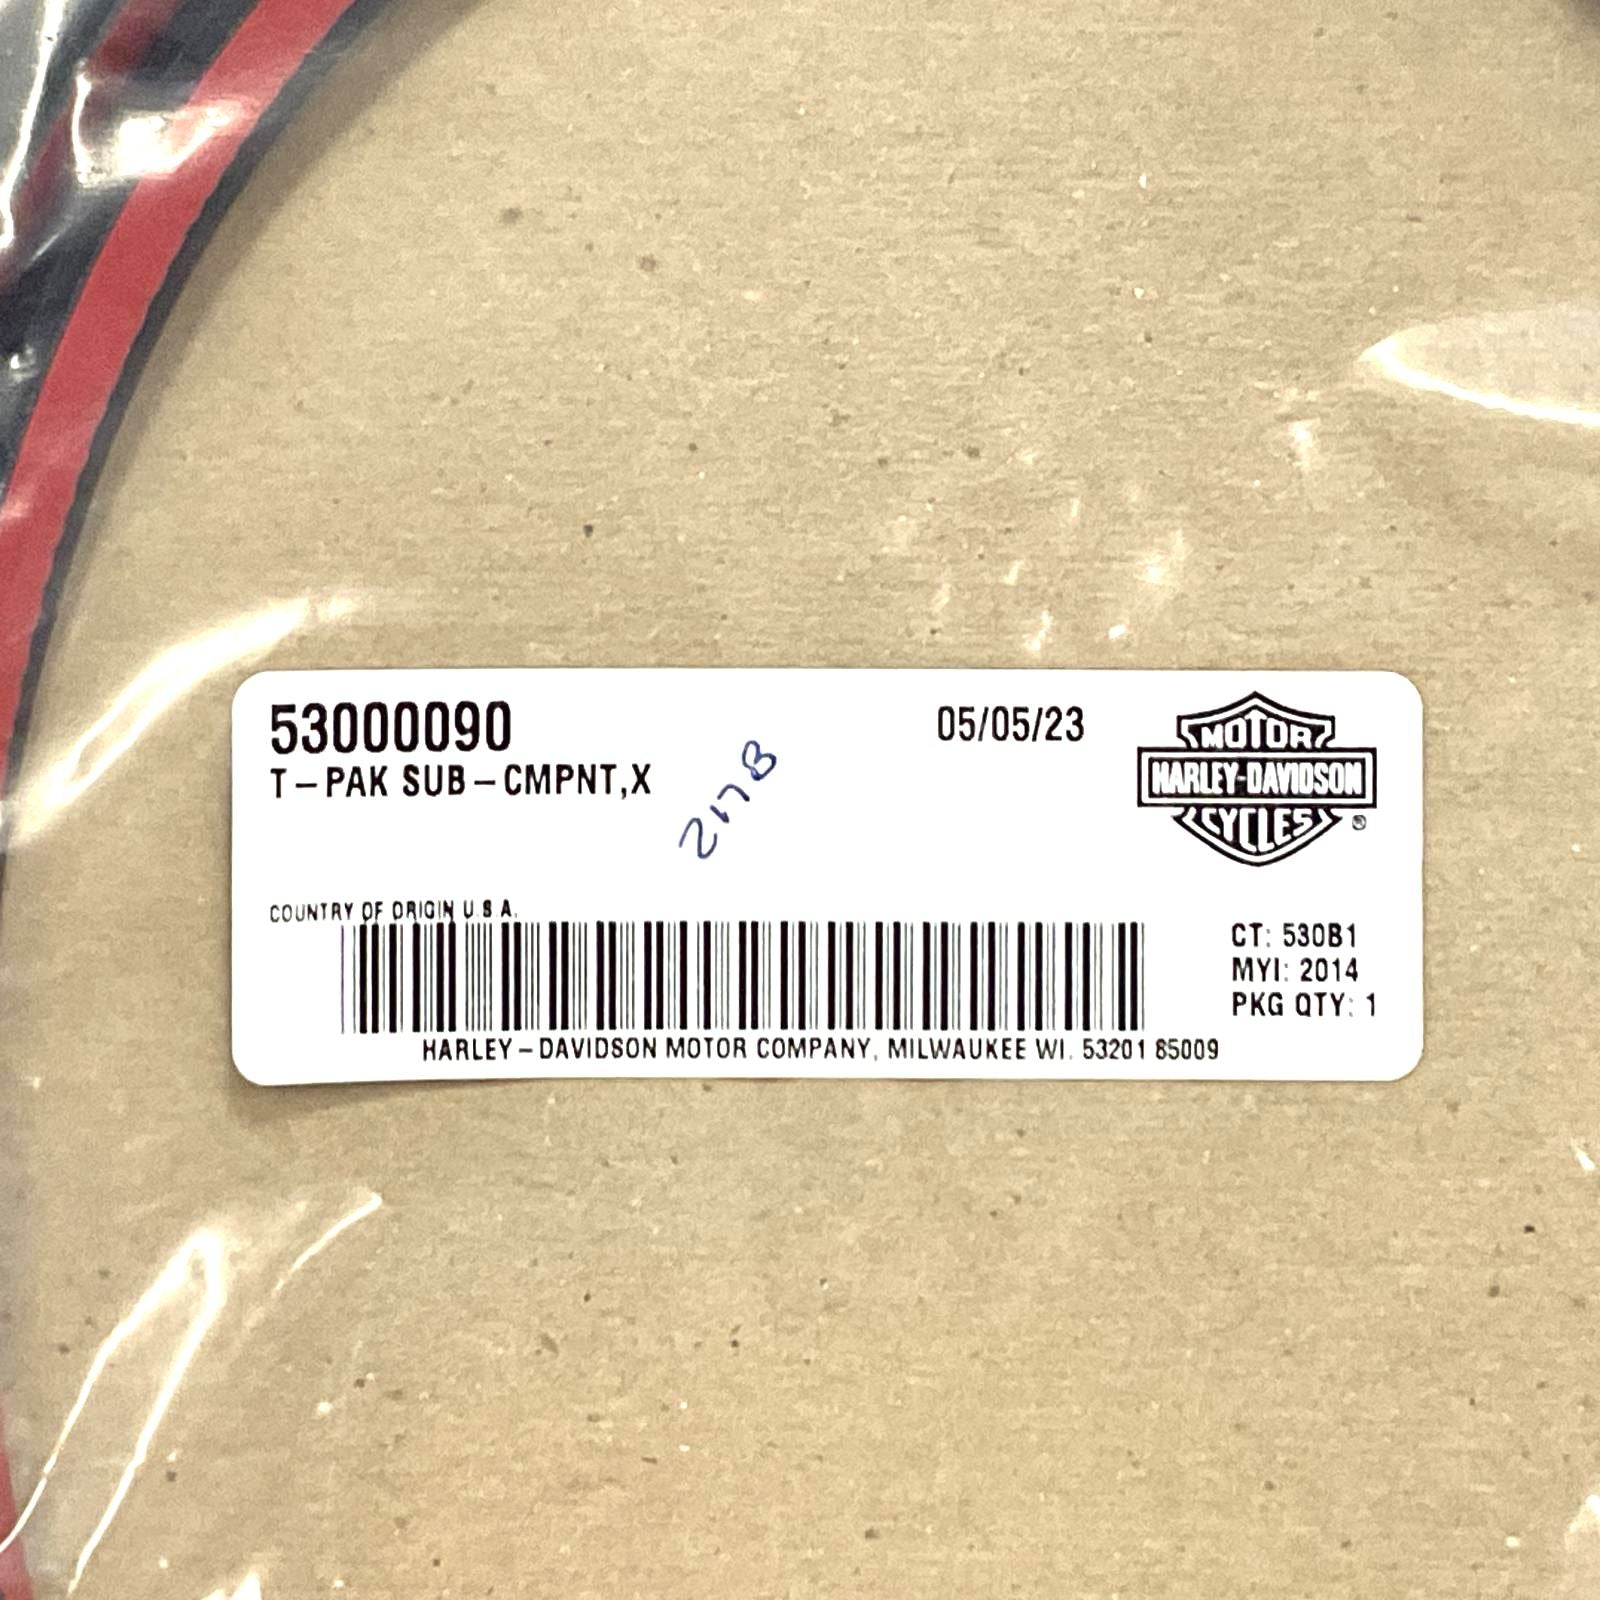 53000090
05/05/23
T-PAK SUB-CMPNT,X
217B
MOTOR
HARLEY-DAVIDSON
CYCLES
®
COUNTRY OF ORIGIN U.S.A.
CT: 530B1
MYI: 2014
PKG QTY: 1
HARLEY-DAVIDSON MOTOR COMPANY, MILWAUKEE WI. 53201 85009